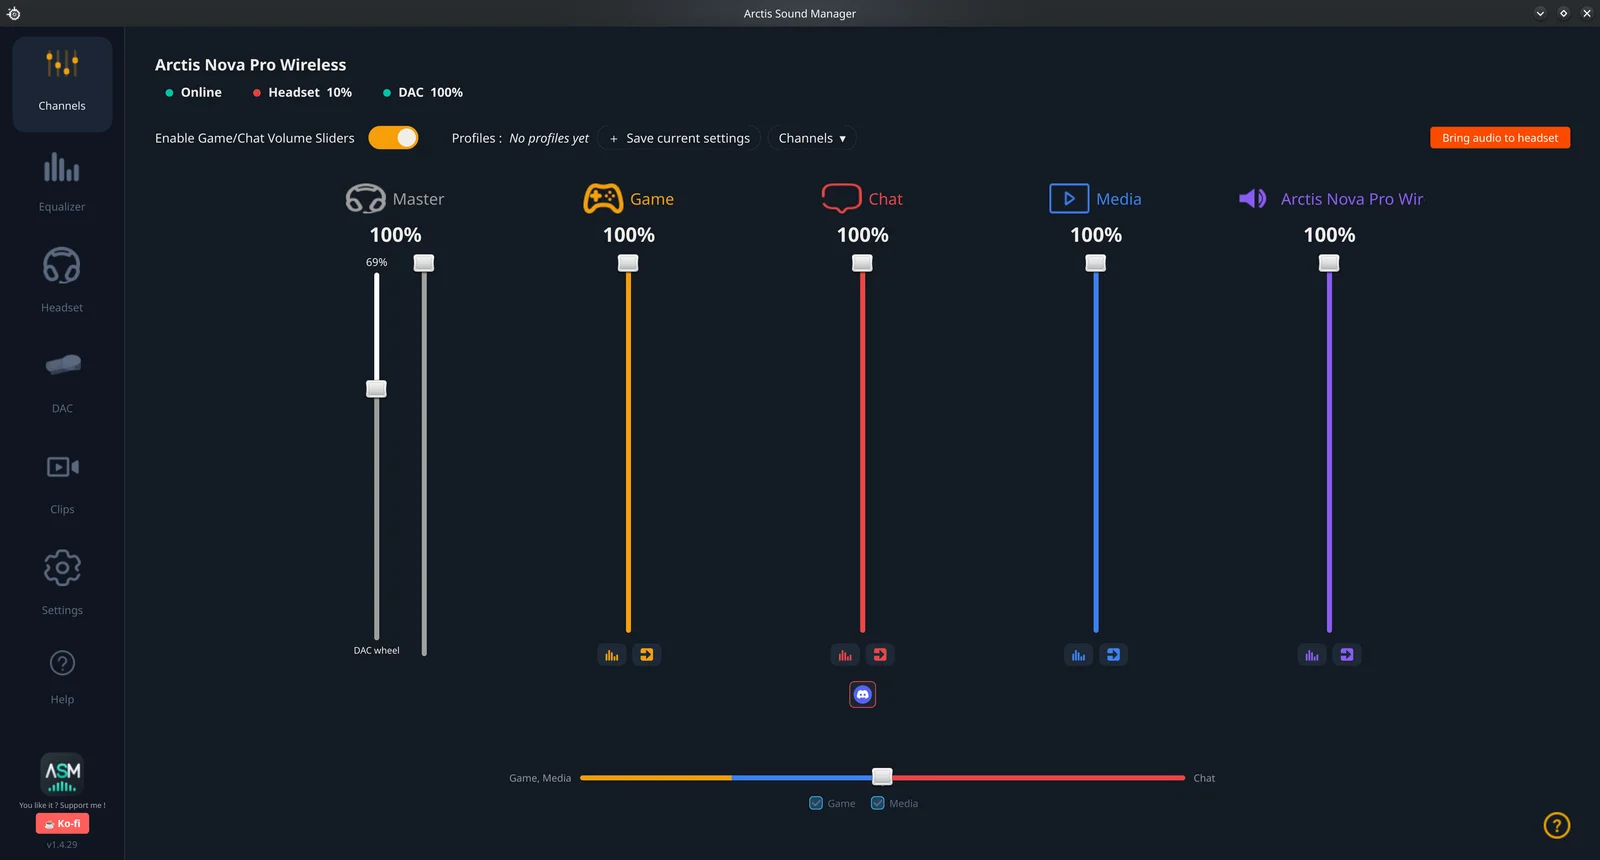 Arctis Sound Manager
Channels
Equalizer
Headset
DAC
Clips
Settings
Help
ASM
You like it ? Support me !
Ko-fi
v1.4.29
Arctis Nova Pro Wireless
Online Headset 10% DAC 100%
Enable Game/Chat Volume Sliders Profiles : No profiles yet + Save current settings Channels ▾ Bring audio to headset
Master Game Chat Media Arctis Nova Pro Wir
100% 100% 100% 100% 100%
69%
DAC wheel
Game, Media Chat
Game Media
?